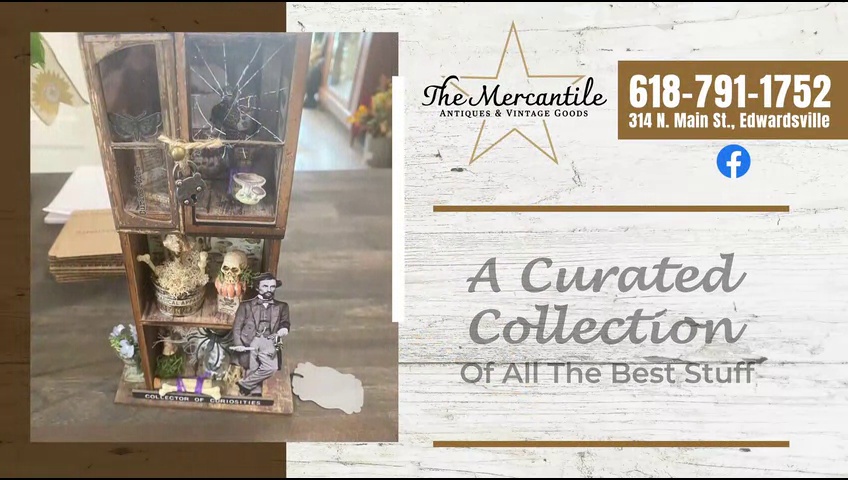 The Mercantile
Antiques & Vintage Goods
618-791-1752
314 N. Main St., Edwardsville
A Curated
Collection
Of All The Best Stuff
COLLECTOR OF CURIOSITIES